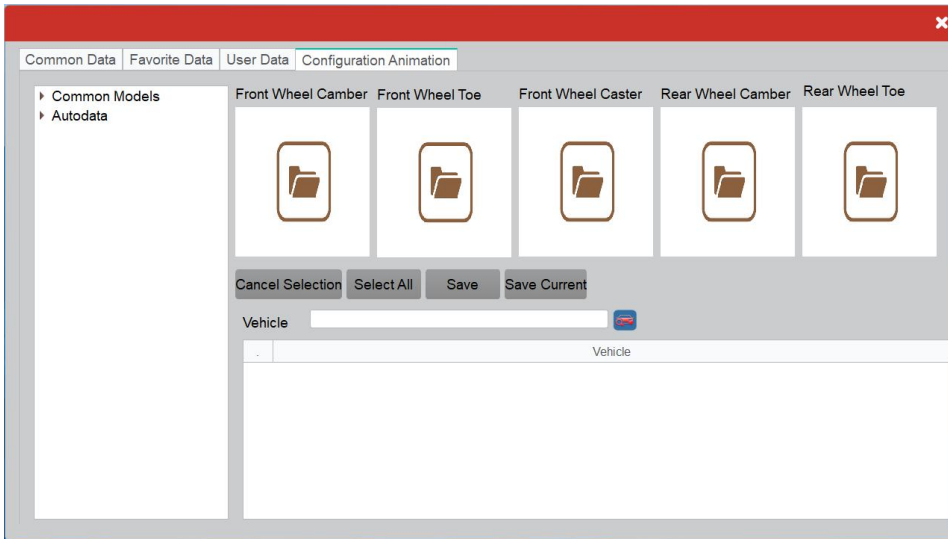 Common Data Favorite Data User Data Configuration Animation
Common Models
Autodata
Front Wheel Camber Front Wheel Toe Front Wheel Caster Rear Wheel Camber Rear Wheel Toe
Cancel Selection Select All Save Save Current
Vehicle
. Vehicle